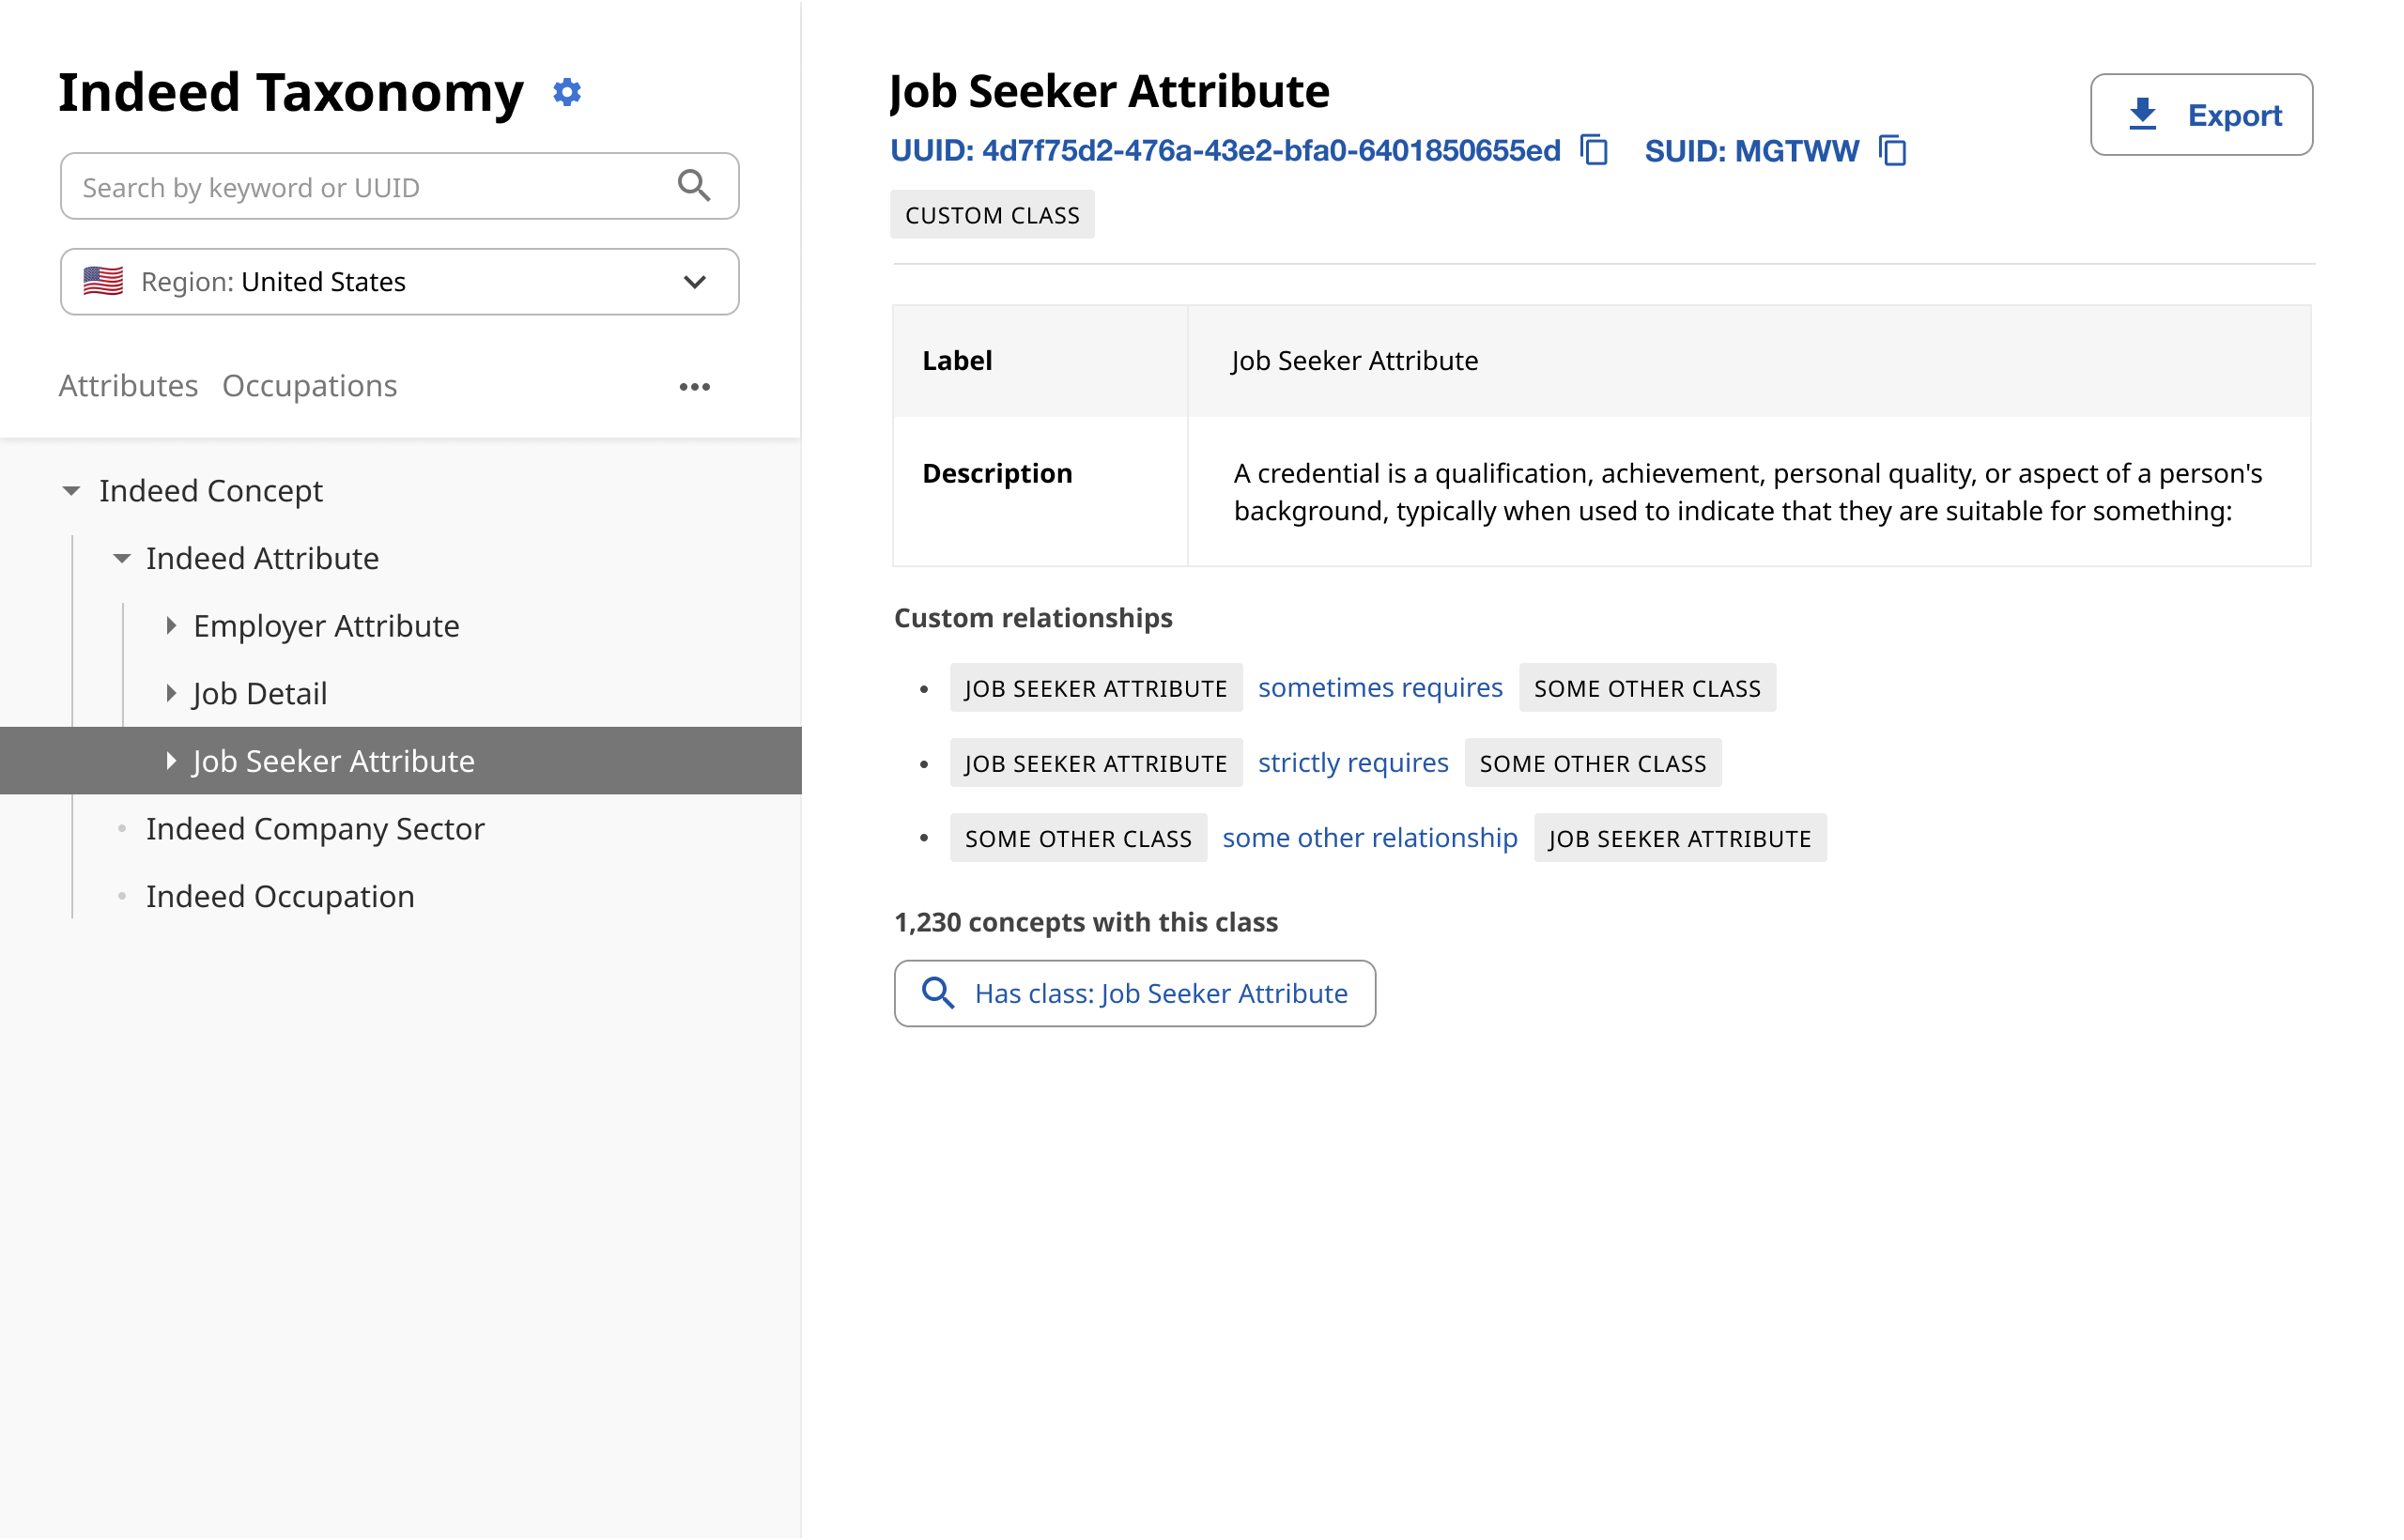 Indeed Taxonomy
Search by keyword or UUID
Region: United States
Attributes Occupations
Indeed Concept
Indeed Attribute
Employer Attribute
Job Detail
Job Seeker Attribute
Indeed Company Sector
Indeed Occupation
Job Seeker Attribute
UUID: 4d7f75d2-476a-43e2-bfa0-6401850655ed SUID: MGTWW
Export
CUSTOM CLASS
Label Job Seeker Attribute
Description A credential is a qualification, achievement, personal quality, or aspect of a person's
background, typically when used to indicate that they are suitable for something:
Custom relationships
• JOB SEEKER ATTRIBUTE sometimes requires SOME OTHER CLASS
• JOB SEEKER ATTRIBUTE strictly requires SOME OTHER CLASS
• SOME OTHER CLASS some other relationship JOB SEEKER ATTRIBUTE
1,230 concepts with this class
Has class: Job Seeker Attribute